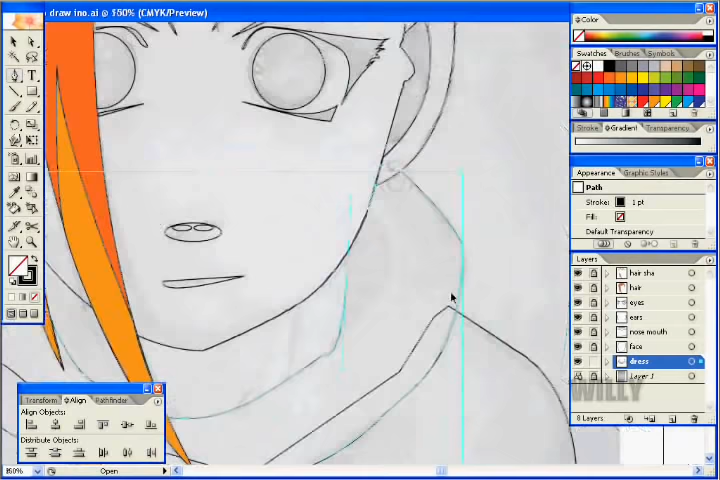 draw ino.ai @ 150% (CMYK/Preview)
Color
Swatches Brushes Symbols
Stroke Gradient Transparency
Appearance Graphic Styles
Path
Stroke: 1 pt
Fill:
Default Transparency
Layers
hair sha
hair
eyes
ears
nose mouth
face
dress
Layer 1
WILLY
8 Layers
Transform Align Pathfinder
Align Objects:
Distribute Objects:
150% Open